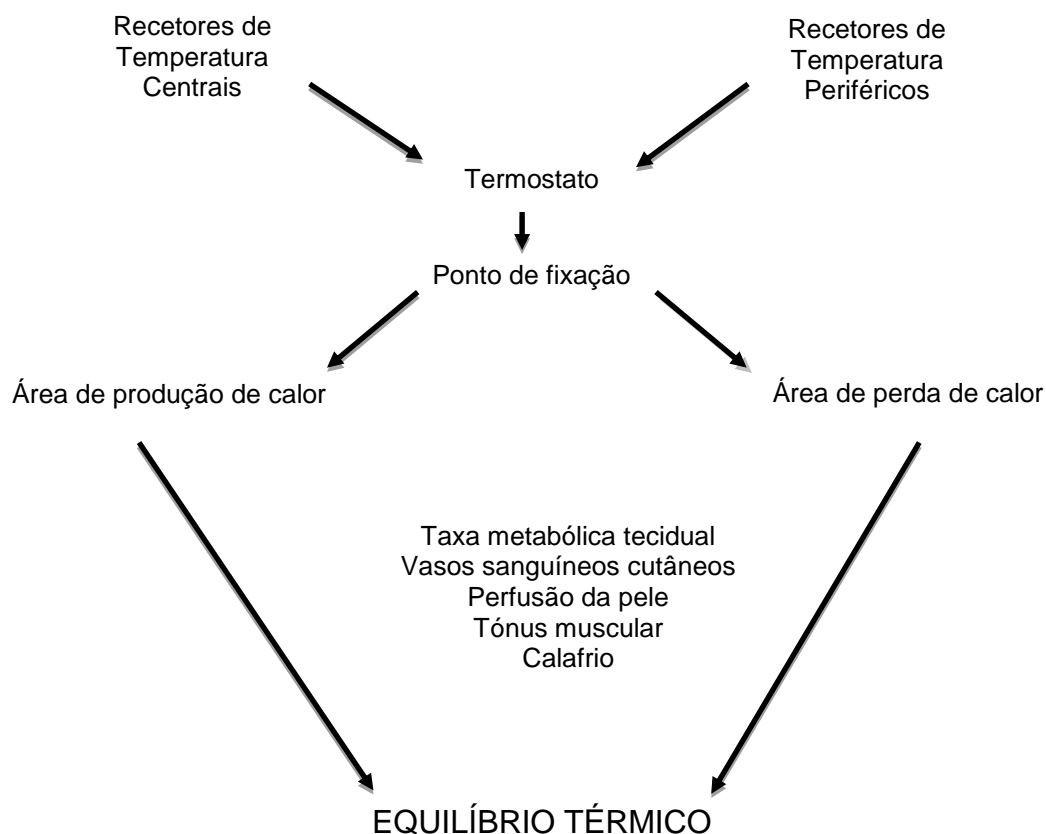 Recetores de
Temperatura
Centrais
Recetores de
Temperatura
Periféricos
Termostato
Ponto de fixação
Área de produção de calor
Área de perda de calor
Taxa metabólica tecidual
Vasos sanguíneos cutâneos
Perfusão da pele
Tónus muscular
Calafrio
EQUILÍBRIO TÉRMICO